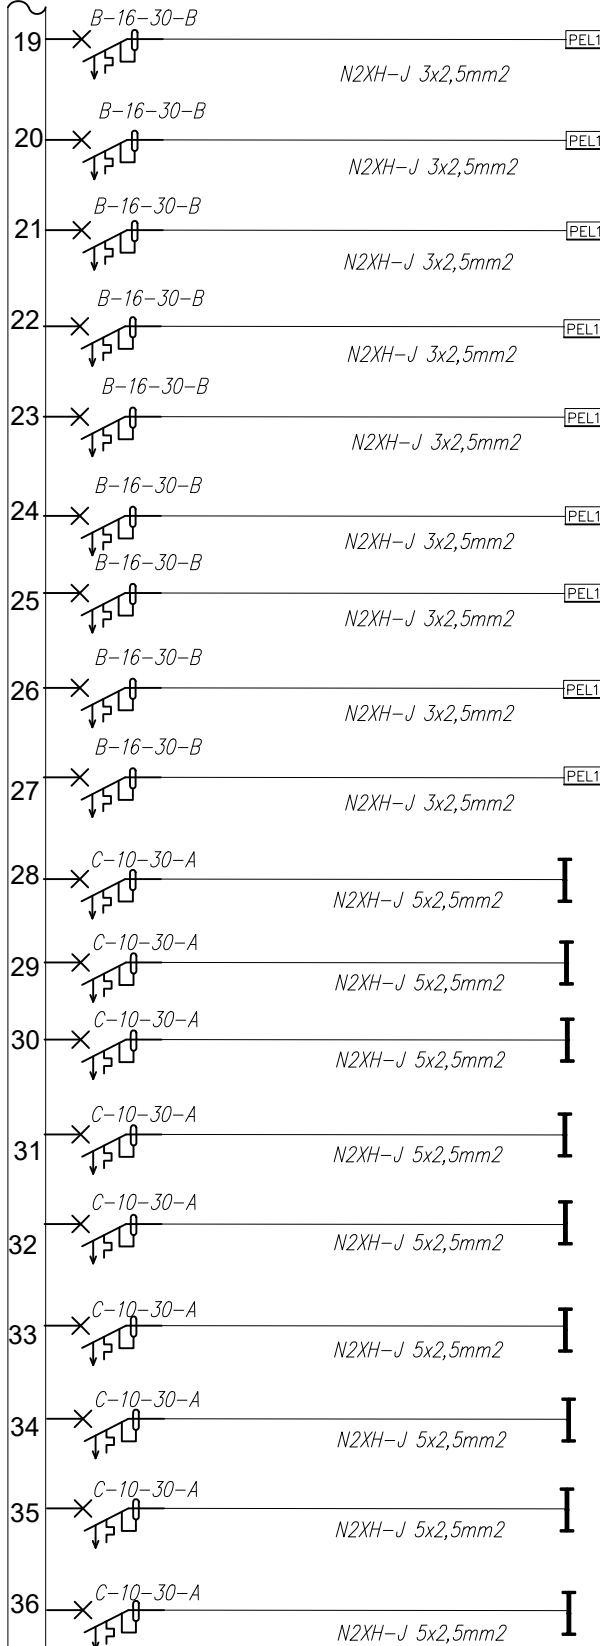 B-16-30-B
19
PEL1
N2XH-J 3x2,5mm2
B-16-30-B
20
PEL1
N2XH-J 3x2,5mm2
B-16-30-B
21
PEL1
N2XH-J 3x2,5mm2
B-16-30-B
22
PEL1
N2XH-J 3x2,5mm2
B-16-30-B
23
PEL1
N2XH-J 3x2,5mm2
B-16-30-B
24
PEL1
N2XH-J 3x2,5mm2
B-16-30-B
25
PEL1
N2XH-J 3x2,5mm2
B-16-30-B
26
PEL1
N2XH-J 3x2,5mm2
B-16-30-B
27
PEL1
N2XH-J 3x2,5mm2
C-10-30-A
28
N2XH-J 5x2,5mm2
C-10-30-A
29
N2XH-J 5x2,5mm2
C-10-30-A
30
N2XH-J 5x2,5mm2
C-10-30-A
31
N2XH-J 5x2,5mm2
C-10-30-A
32
N2XH-J 5x2,5mm2
C-10-30-A
33
N2XH-J 5x2,5mm2
C-10-30-A
34
N2XH-J 5x2,5mm2
C-10-30-A
35
N2XH-J 5x2,5mm2
C-10-30-A
36
N2XH-J 5x2,5mm2